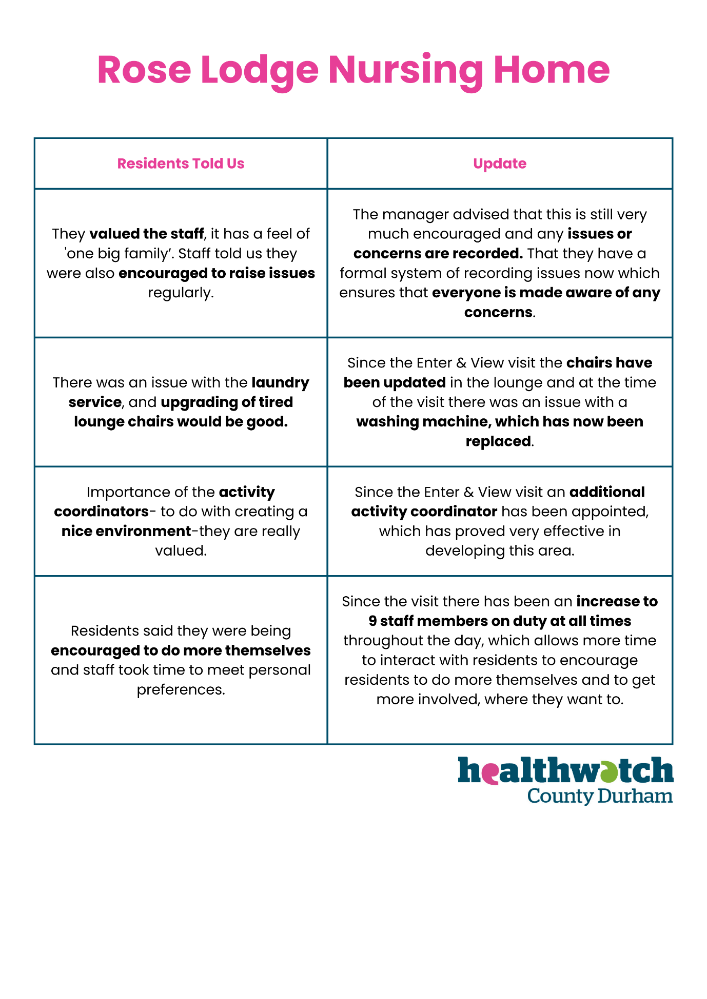 Rose Lodge Nursing Home
Residents Told Us
Update
They valued the staff, it has a feel of
'one big family’. Staff told us they
were also encouraged to raise issues
regularly.
The manager advised that this is still very
much encouraged and any issues or
concerns are recorded. That they have a
formal system of recording issues now which
ensures that everyone is made aware of any
concerns.
There was an issue with the laundry
service, and upgrading of tired
lounge chairs would be good.
Since the Enter & View visit the chairs have
been updated in the lounge and at the time
of the visit there was an issue with a
washing machine, which has now been
replaced.
Importance of the activity
coordinators- to do with creating a
nice environment-they are really
valued.
Since the Enter & View visit an additional
activity coordinator has been appointed,
which has proved very effective in
developing this area.
Residents said they were being
encouraged to do more themselves
and staff took time to meet personal
preferences.
Since the visit there has been an increase to
9 staff members on duty at all times
throughout the day, which allows more time
to interact with residents to encourage
residents to do more themselves and to get
more involved, where they want to.
healthwatch
County Durham